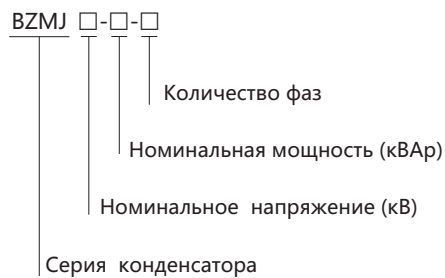 BZMJ □-□-□
Количество фаз
Номинальная мощность (кВАр)
Номинальное напряжение (кВ)
Серия конденсатора